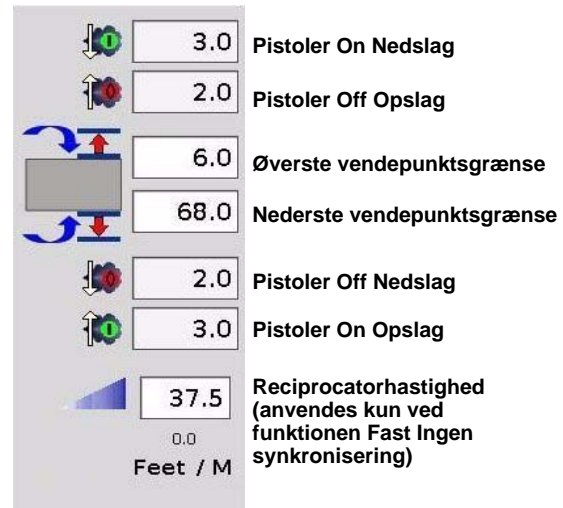 3.0 Pistoler On Nedslag
2.0 Pistoler Off Opslag
6.0 Øverste vendepunktsgrænse
68.0 Nederste vendepunktsgrænse
2.0 Pistoler Off Nedslag
3.0 Pistoler On Opslag
37.5 Reciprocatorhastighed
(anvendes kun ved
0.0 funktionen Fast Ingen
Feet / M synkronisering)